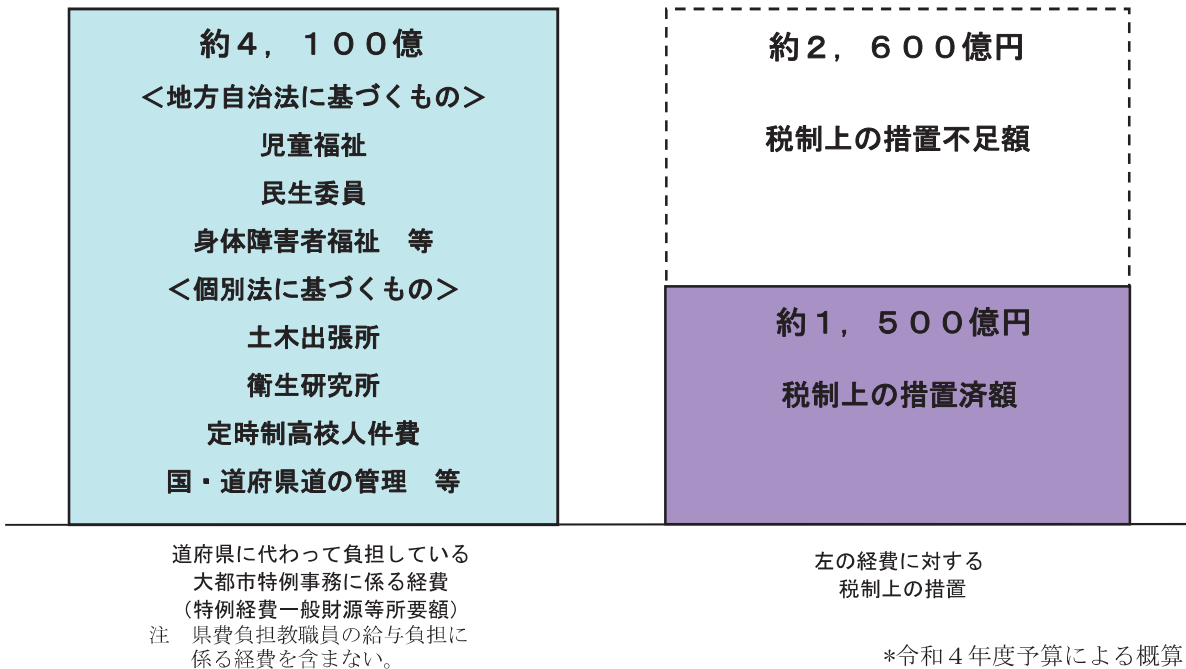 約４，１００億
＜地方自治法に基づくもの＞
児童福祉
民生委員
身体障害者福祉　等
＜個別法に基づくもの＞
土木出張所
衛生研究所
定時制高校人件費
国・道府県道の管理　等
道府県に代わって負担している
大都市特例事務に係る経費
（特例経費一般財源等所要額）
注　県費負担教職員の給与負担に
係る経費を含まない。
約２，６００億円
税制上の措置不足額
約１，５００億円
税制上の措置済額
左の経費に対する
税制上の措置
*令和４年度予算による概算